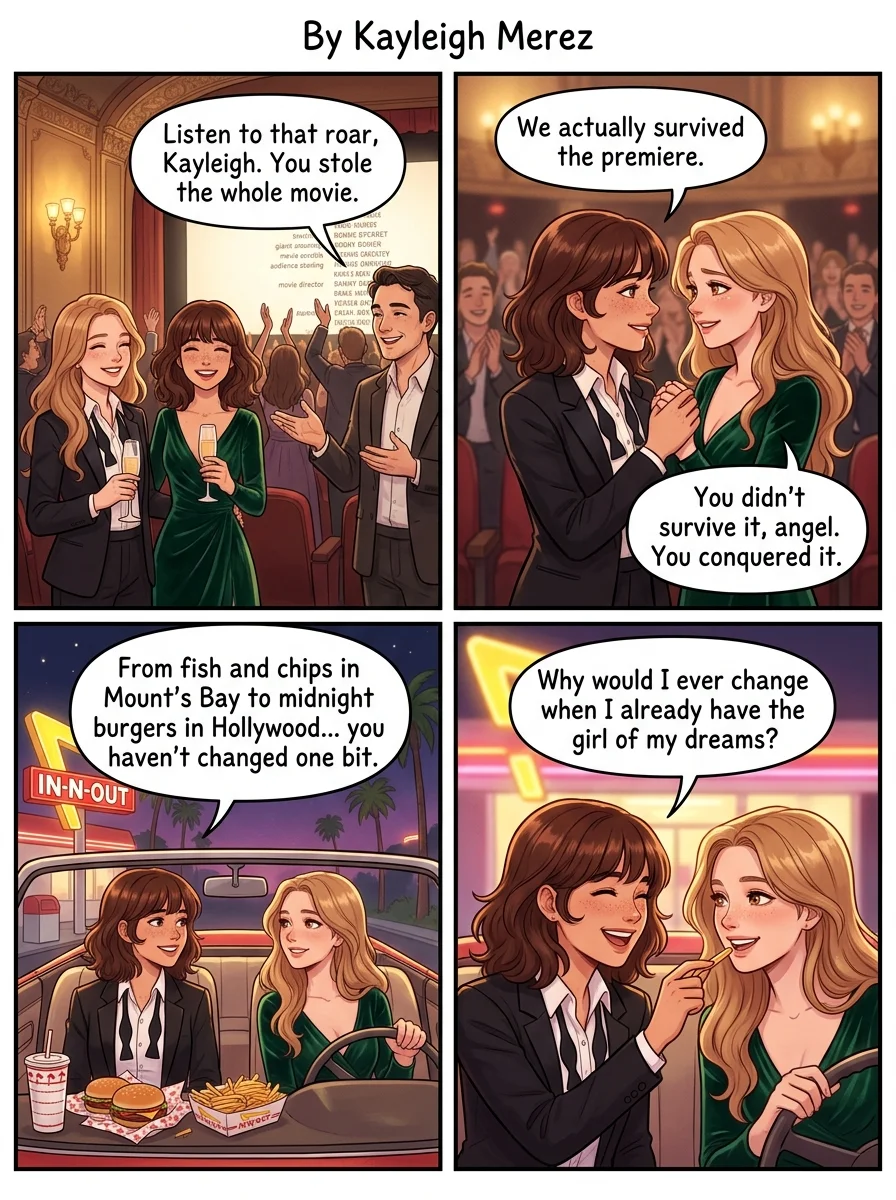 By Kayleigh Merez
Listen to that roar,
Kayleigh. You stole
the whole movie.
movie director
We actually survived
the premiere.
You didn't
survive it, angel.
You conquered it.
From fish and chips in
Mount's Bay to midnight
burgers in Hollywood... you
haven't changed one bit.
IN-N-OUT
Why would I ever change
when I already have the
girl of my dreams?